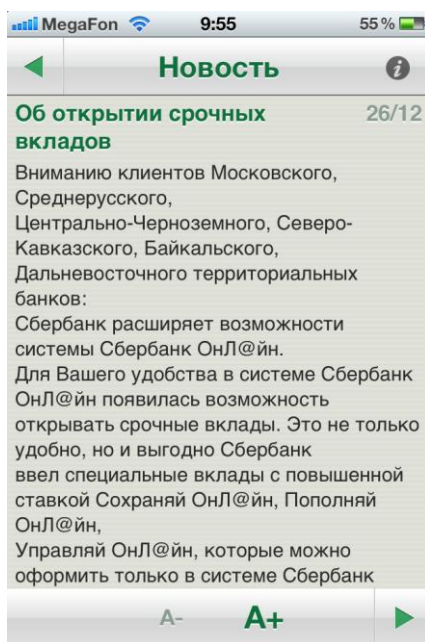 MegaFon 9:55 55 %
Новость
Об открытии срочных 26/12
вкладов
Вниманию клиентов Московского,
Среднерусского,
Центрально-Черноземного, Северо-
Кавказского, Байкальского,
Дальневосточного территориальных
банков:
Сбербанк расширяет возможности
системы Сбербанк ОнЛ@йн.
Для Вашего удобства в системе Сбербанк
ОнЛ@йн появилась возможность
открывать срочные вклады. Это не только
удобно, но и выгодно Сбербанк
ввел специальные вклады с повышенной
ставкой Сохраняй ОнЛ@йн, Пополняй
ОнЛ@йн,
Управляй ОнЛ@йн, которые можно
оформить только в системе Сбербанк
A- A+